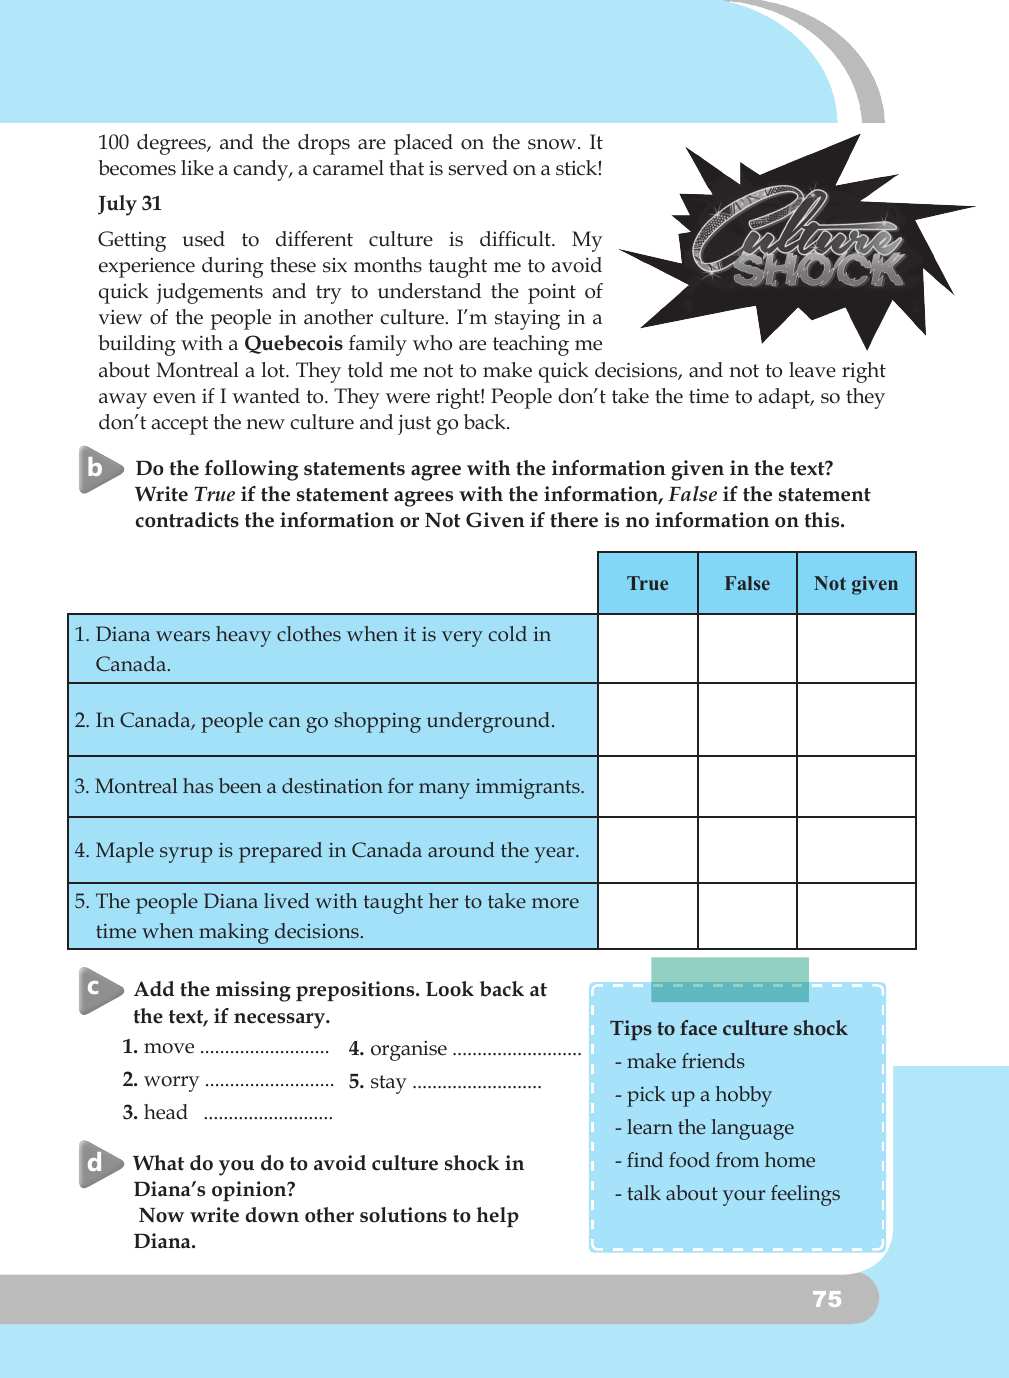 100 degrees, and the drops are placed on the snow. It
becomes like a candy, a caramel that is served on a stick!
July 31
Getting used to different culture is difficult. My
experience during these six months taught me to avoid
quick judgements and try to understand the point of
view of the people in another culture. I'm staying in a
building with a Quebecois family who are teaching me
about Montreal a lot. They told me not to make quick decisions, and not to leave right
away even if I wanted to. They were right! People don't take the time to adapt, so they
don't accept the new culture and just go back.
Culture
SHOCK
b Do the following statements agree with the information given in the text?
Write True if the statement agrees with the information, False if the statement
contradicts the information or Not Given if there is no information on this.
True False Not given
1. Diana wears heavy clothes when it is very cold in
Canada.
2. In Canada, people can go shopping underground.
3. Montreal has been a destination for many immigrants.
4. Maple syrup is prepared in Canada around the year.
5. The people Diana lived with taught her to take more
time when making decisions.
c Add the missing prepositions. Look back at
the text, if necessary.
1. move ..........................
2. worry ..........................
3. head ..........................
4. organise ..........................
5. stay ..........................
d What do you do to avoid culture shock in
Diana's opinion?
Now write down other solutions to help
Diana.
Tips to face culture shock
- make friends
- pick up a hobby
- learn the language
- find food from home
- talk about your feelings
75